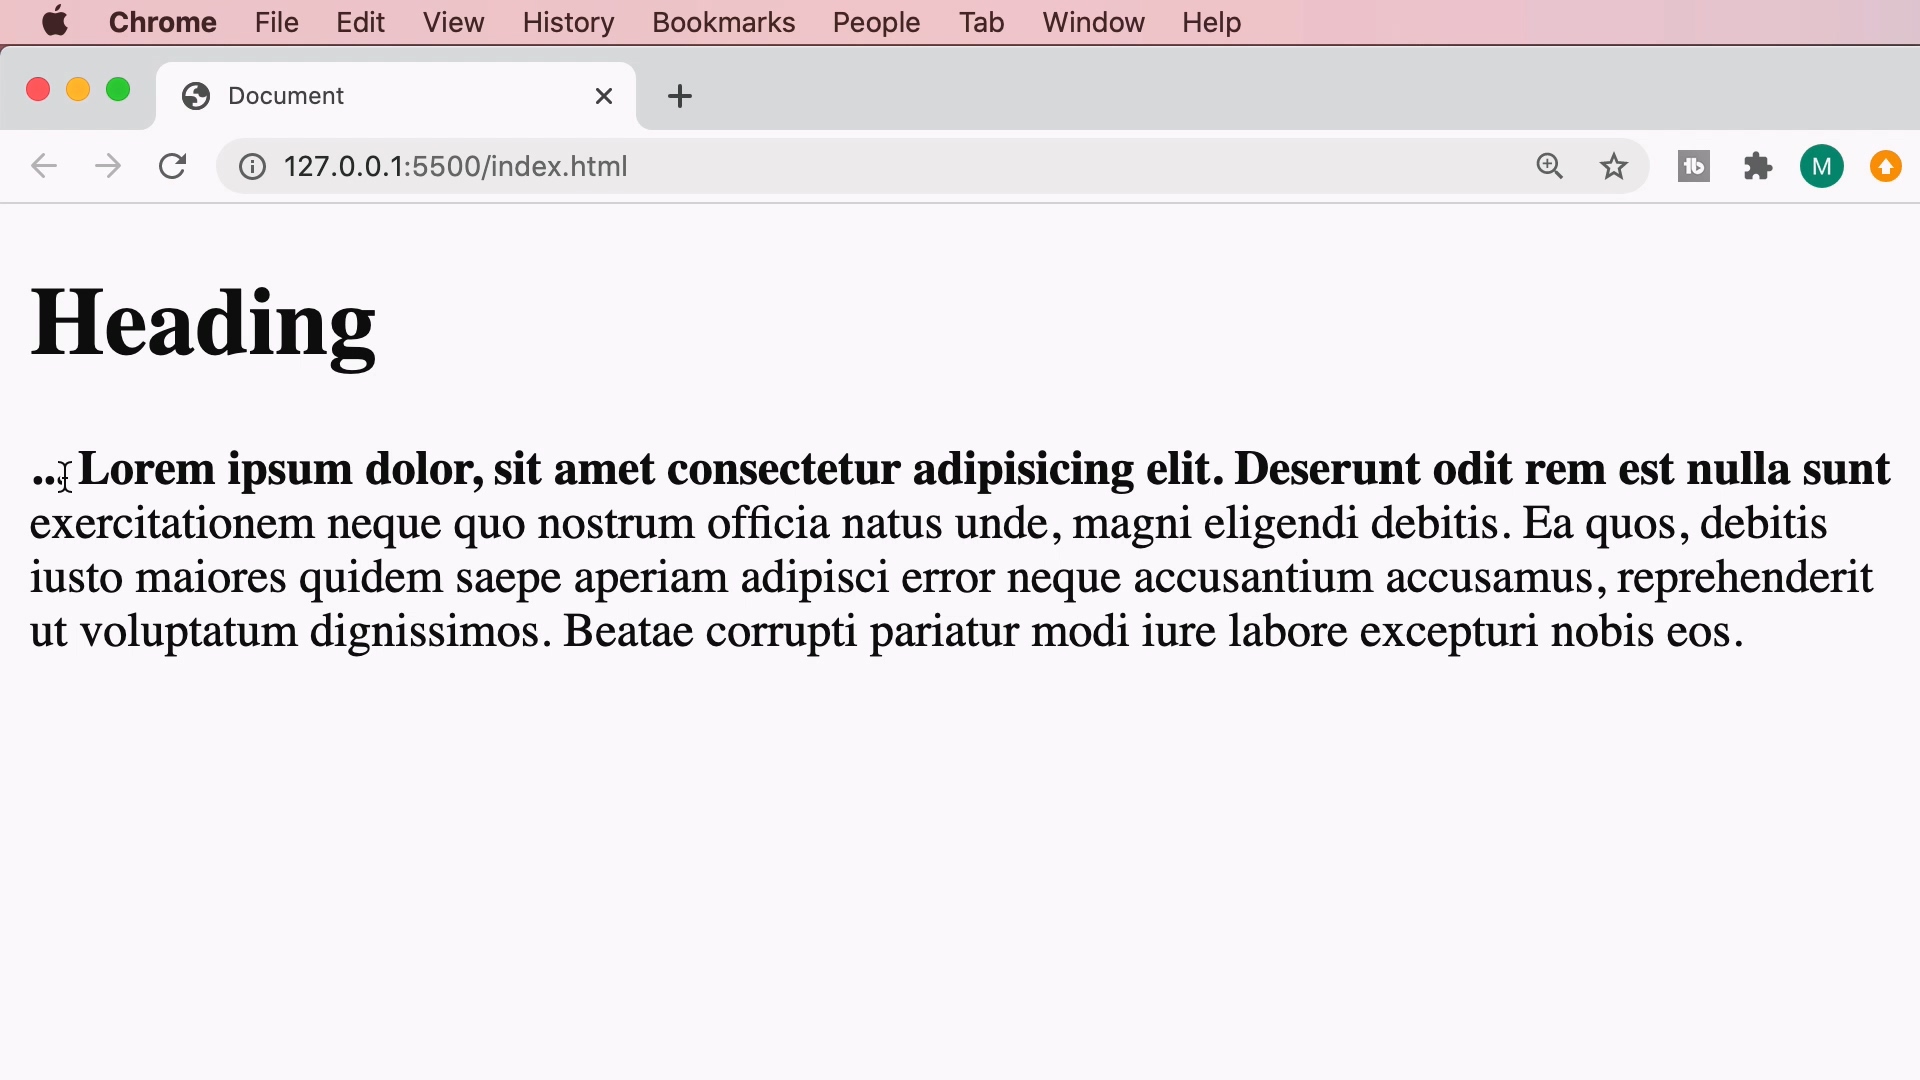 Chrome File Edit View History Bookmarks People Tab Window Help
Document
127.0.0.1:5500/index.html
M
Heading
... Lorem ipsum dolor, sit amet consectetur adipisicing elit. Deserunt odit rem est nulla sunt
exercitationem neque quo nostrum officia natus unde, magni eligendi debitis. Ea quos, debitis
iusto maiores quidem saepe aperiam adipisci error neque accusantium accusamus, reprehenderit
ut voluptatum dignissimos. Beatae corrupti pariatur modi iure labore excepturi nobis eos.